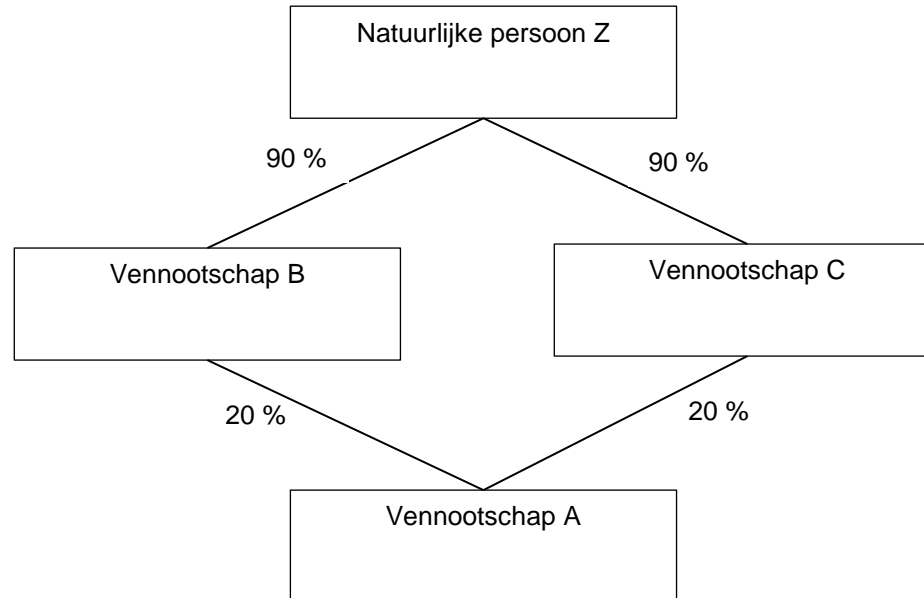 Natuurlijke persoon Z
90 %
90 %
Vennootschap B
Vennootschap C
20 %
20 %
Vennootschap A